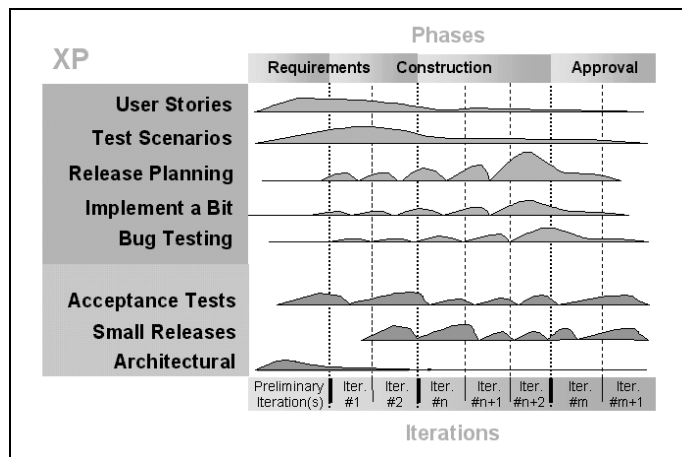 Phases
XP
Requirements Construction Approval
User Stories
Test Scenarios
Release Planning
Implement a Bit
Bug Testing
Acceptance Tests
Small Releases
Architectural
Preliminary Iter. Iter. Iter. Iter. Iter. Iter. Iter.
Iteration(s) #1 #2 #n #n+1 #n+2 #m #m+1
Iterations